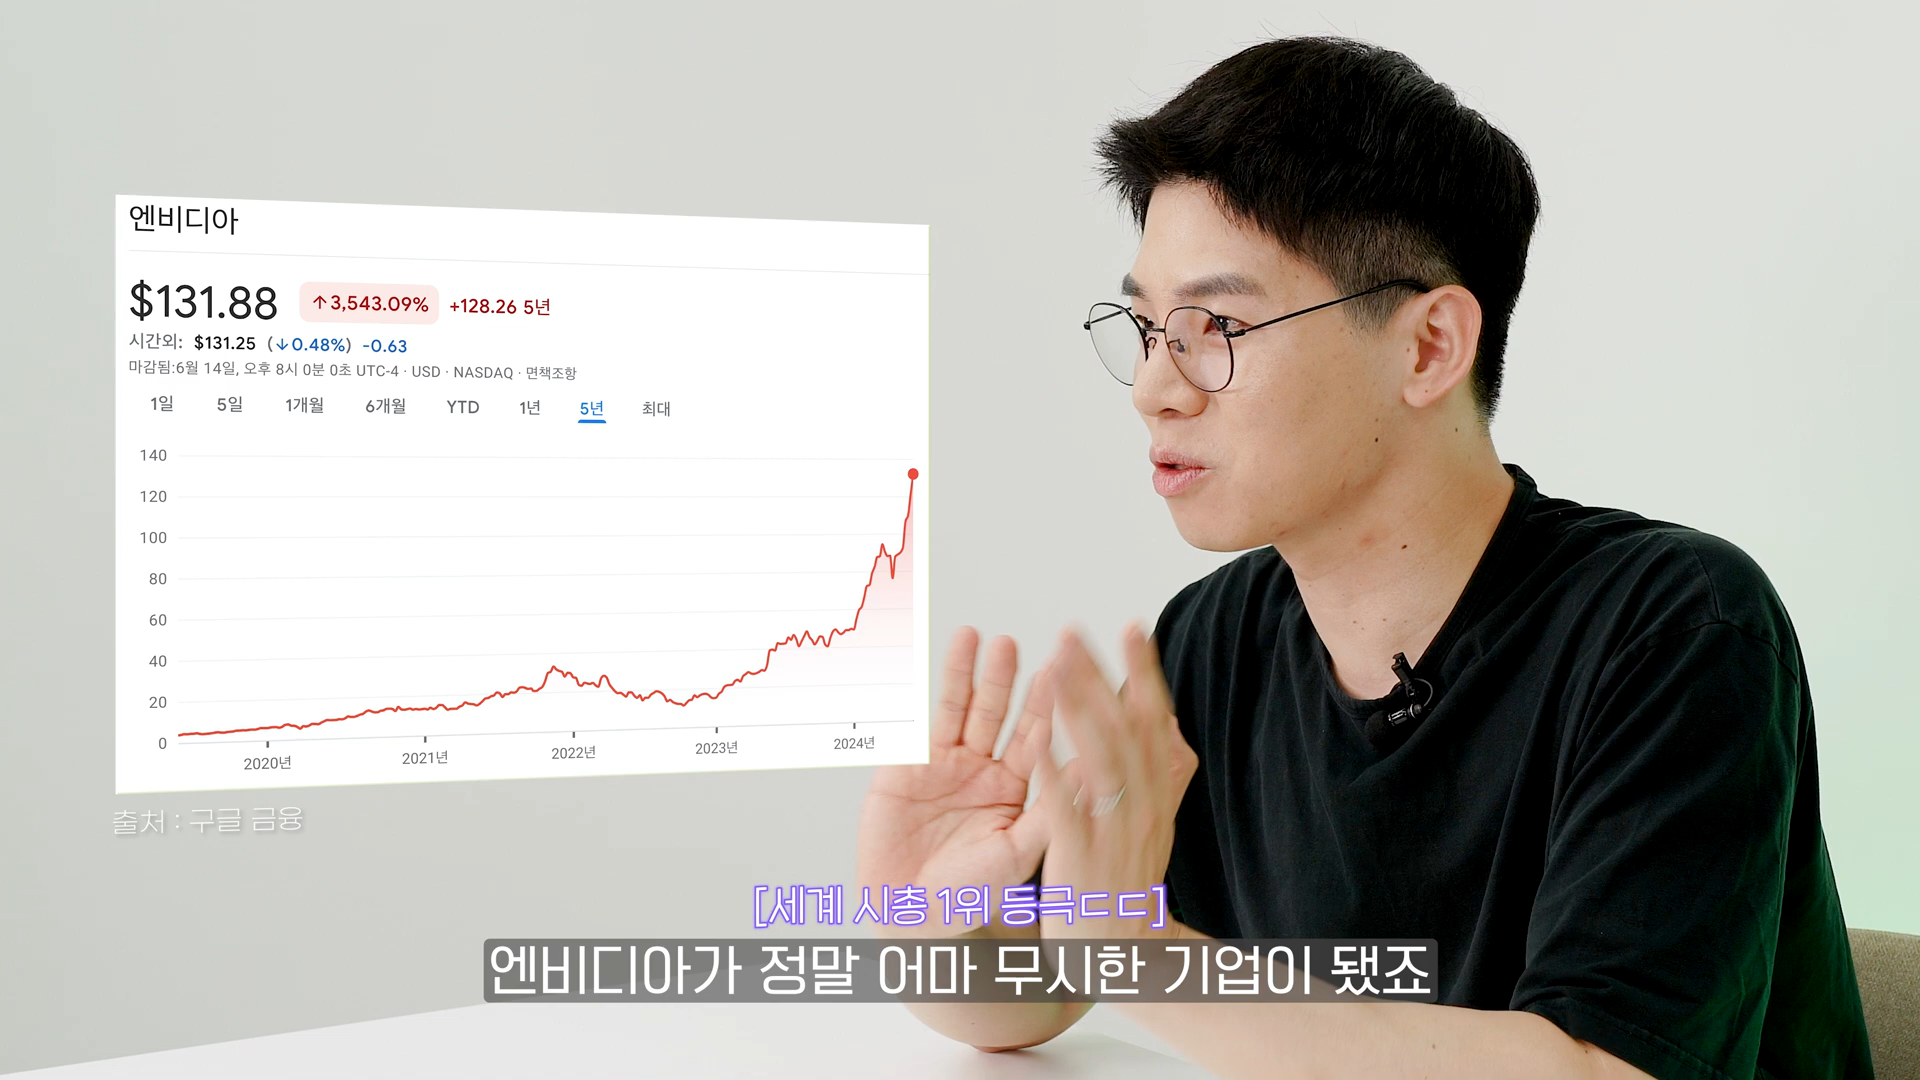 엔비디아
$131.88 ↑3,543.09% +128.26 5년
시간외: $131.25 (↓0.48%) -0.63
마감됨:6월 14일, 오후 8시 0분 0초 UTC-4 · USD · NASDAQ · 면책조항
1일 5일 1개월 6개월 YTD 1년 5년 최대
140
120
100
80
60
40
20
0
2020년 2021년 2022년 2023년 2024년
출처 : 구글 금융
[세계 시총 1위 등극ㄷㄷ]
엔비디아가 정말 어마 무시한 기업이 됐죠